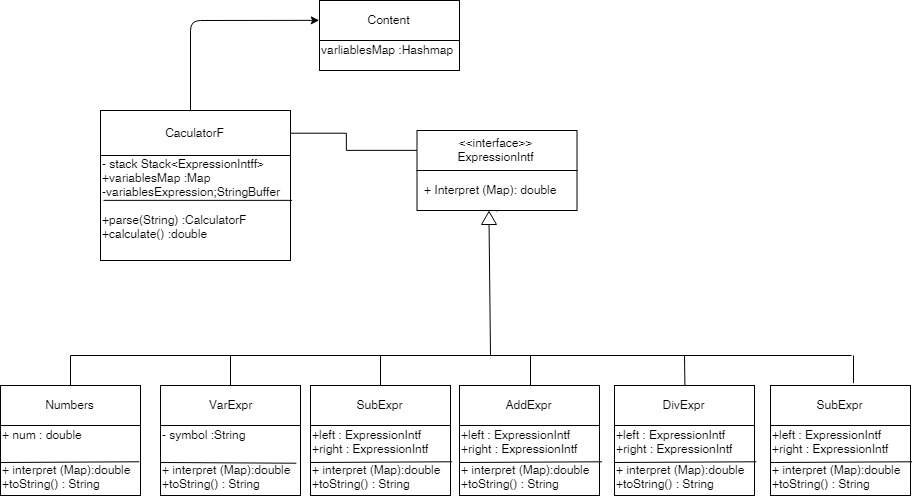 Content
varliablesMap :Hashmap
CaculatorF
- stack Stack<ExpressionIntff>
+variablesMap :Map
-variablesExpression;StringBuffer
+parse(String) :CalculatorF
+calculate() :double
<<interface>>
ExpressionIntf
+ Interpret (Map): double
Numbers
+ num : double
+ interpret (Map):double
+toString() : String
VarExpr
- symbol :String
+ interpret (Map):double
+toString() : String
SubExpr
+left : ExpressionIntf
+right : ExpressionIntf
+ interpret (Map):double
+toString() : String
AddExpr
+left : ExpressionIntf
+right : ExpressionIntf
+ interpret (Map):double
+toString() : String
DivExpr
+left : ExpressionIntf
+right : ExpressionIntf
+ interpret (Map):double
+toString() : String
SubExpr
+left : ExpressionIntf
+right : ExpressionIntf
+ interpret (Map):double
+toString() : String